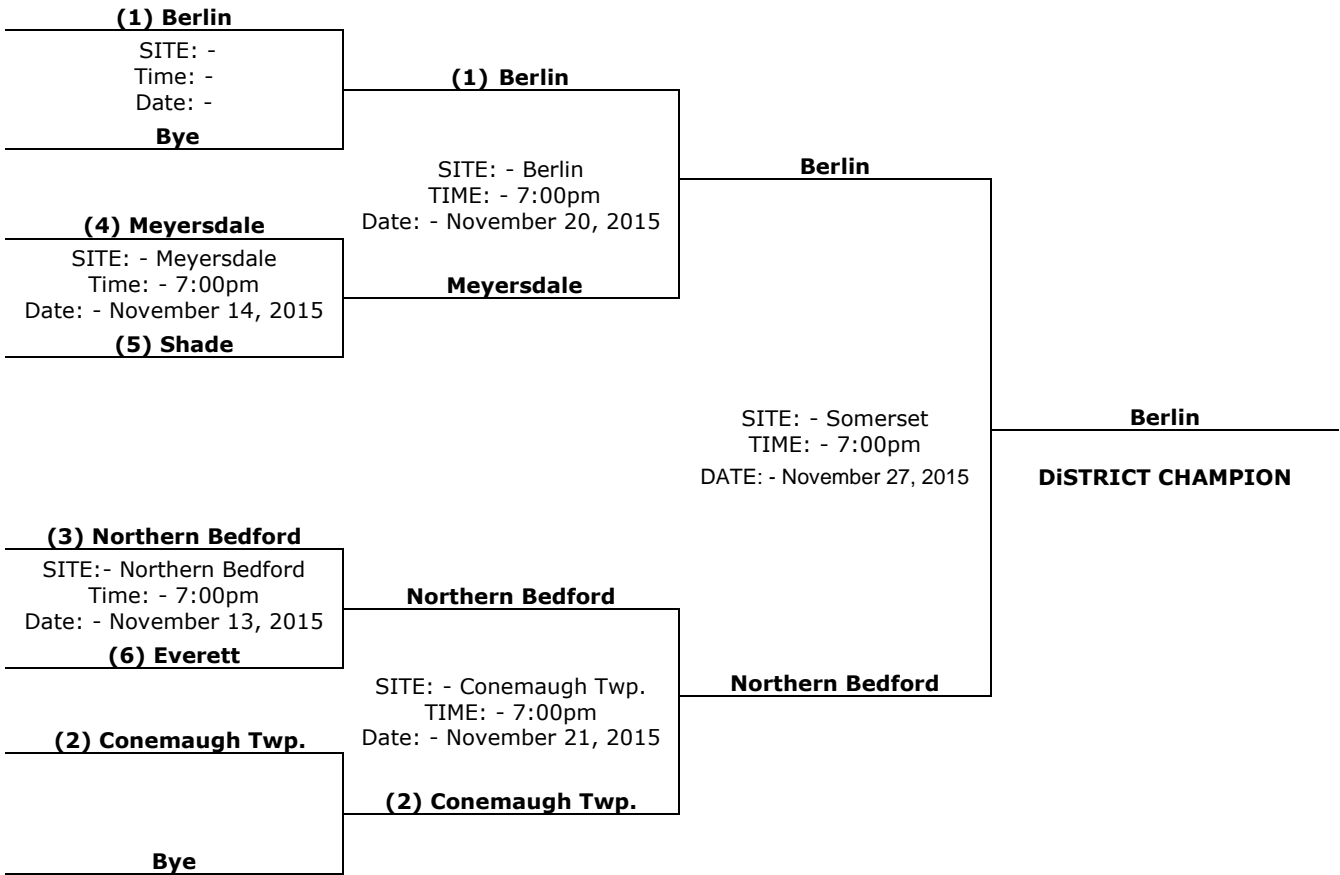 (1) Berlin
SITE: -
Time: -
Date: -
Bye
(1) Berlin
SITE: - Berlin
TIME: - 7:00pm
Date: - November 20, 2015
(4) Meyersdale
SITE: - Meyersdale
Time: - 7:00pm
Date: - November 14, 2015
(5) Shade
Meyersdale
Berlin
SITE: - Somerset
TIME: - 7:00pm
DATE: - November 27, 2015
Berlin
DiSTRICT CHAMPION
(3) Northern Bedford
SITE:- Northern Bedford
Time: - 7:00pm
Date: - November 13, 2015
(6) Everett
Northern Bedford
SITE: - Conemaugh Twp.
TIME: - 7:00pm
Date: - November 21, 2015
Northern Bedford
(2) Conemaugh Twp.
(2) Conemaugh Twp.
Bye